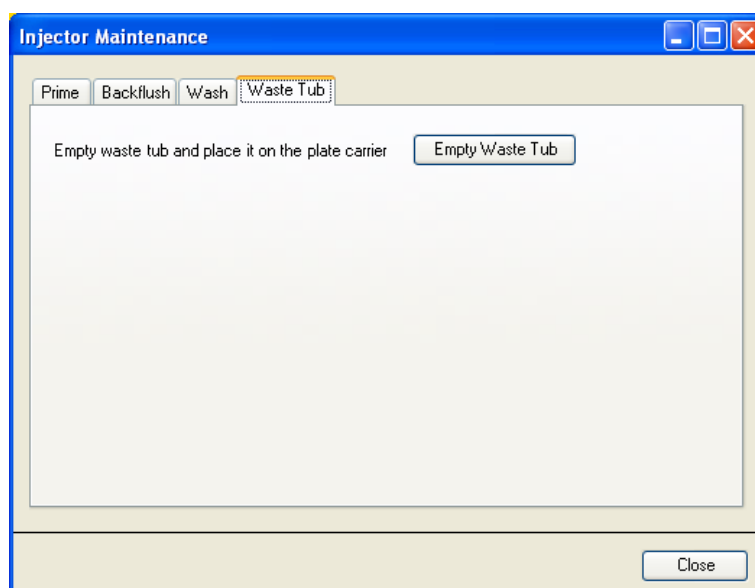 Injector Maintenance
Prime Backflush Wash Waste Tub
Empty waste tub and place it on the plate carrier Empty Waste Tub
Close